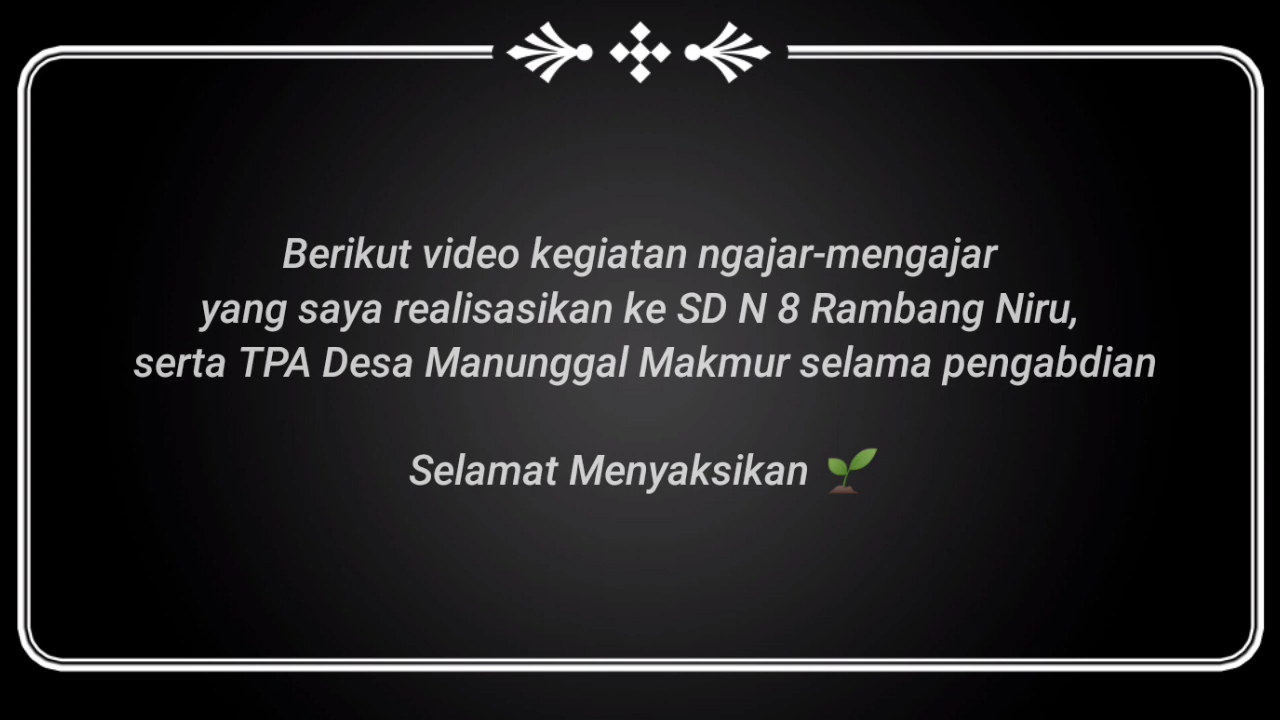 Berikut video kegiatan ngajar-mengajar
yang saya realisasikan ke SD N 8 Rambang Niru,
serta TPA Desa Manunggal Makmur selama pengabdian
Selamat Menyaksikan 🌱